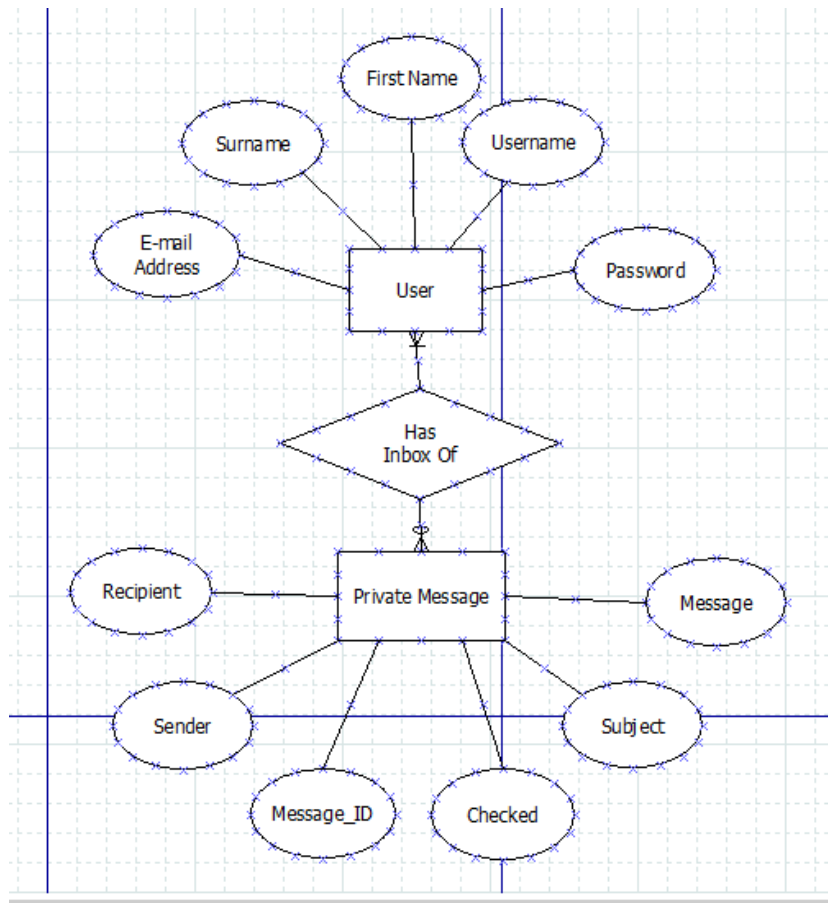 First Name
Surname
Username
E-mail
Address
Password
User
Has
Inbox Of
Recipient
Private Message
Message
Sender
Subject
Message_ID
Checked